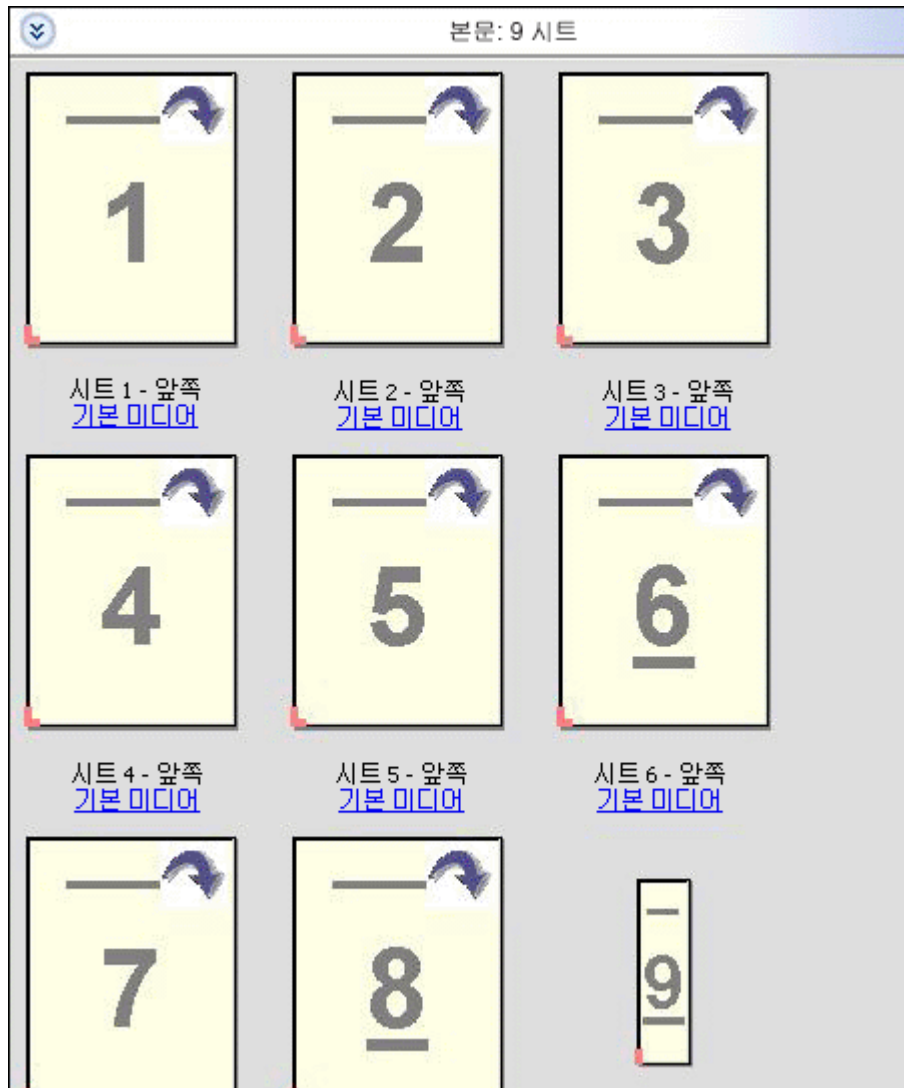 본문: 9 시트
1
2
3
시트 1 - 앞쪽
기본 미디어
시트 2 - 앞쪽
기본 미디어
시트 3 - 앞쪽
기본 미디어
4
5
6
시트 4 - 앞쪽
기본 미디어
시트 5 - 앞쪽
기본 미디어
시트 6 - 앞쪽
기본 미디어
7
8
9